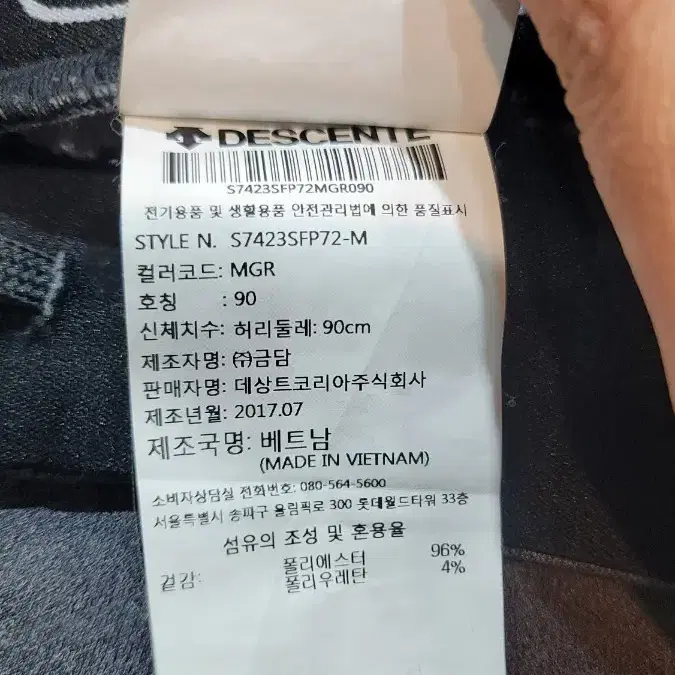 DESCENTE
S7423SFP72MGR090
전기용품 및 생활용품 안전관리법에 의한 품질표시
STYLE N. S7423SFP72-M
컬러코드: MGR
호칭 : 90
신체치수: 허리둘레: 90cm
제조자명: ㈜금담
판매자명: 데상트코리아주식회사
제조년월: 2017.07
제조국명: 베트남
(MADE IN VIETNAM)
소비자상담실 전화번호: 080-564-5600
서울특별시 송파구 올림픽로 300 롯데월드타워 33층
섬유의 조성 및 혼용율
겉감: 폴리에스터 96%
폴리우레탄 4%